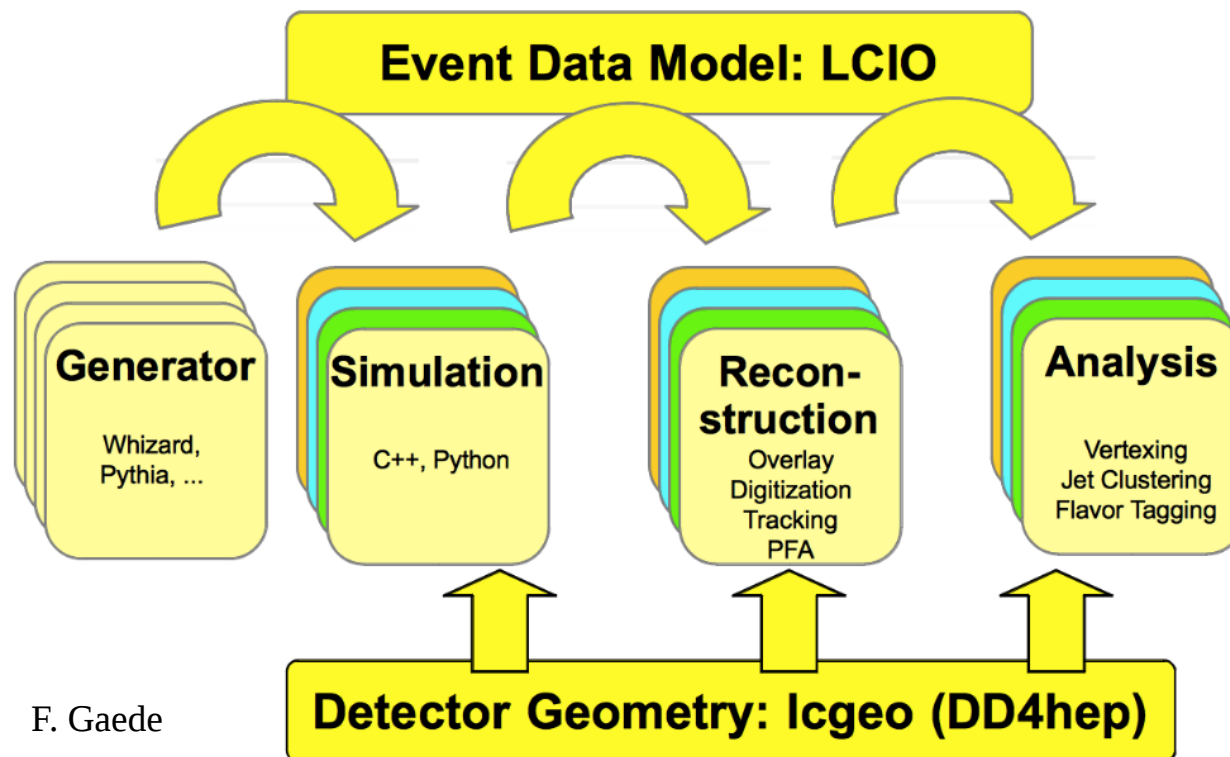 Event Data Model: LCIO
Generator
Whizard,
Pythia, ...
Simulation
C++, Python
Recon-
struction
Overlay
Digitization
Tracking
PFA
Analysis
Vertexing
Jet Clustering
Flavor Tagging
F. Gaede
Detector Geometry: lcgeo (DD4hep)